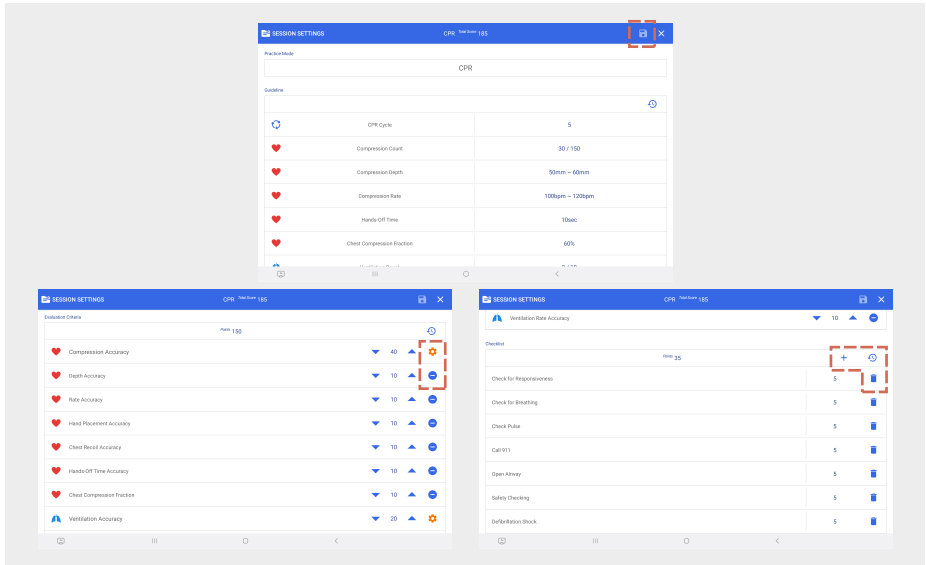 SESSION SETTINGS CPR Total Score 185
Practice Mode
CPR
Guideline
CPR Cycle 5
Compression Count 30 / 150
Compression Depth 50mm ~ 60mm
Compression Rate 100bpm ~ 120bpm
Hands-Off Time 10sec
Chest Compression Fraction 60%
SESSION SETTINGS CPR Total Score 185
Evaluation Criteria
Points 150
Compression Accuracy 40
Depth Accuracy 10
Rate Accuracy 10
Hand Placement Accuracy 10
Chest Recoil Accuracy 10
Hands-Off Time Accuracy 10
Chest Compression Fraction 10
Ventilation Accuracy 20
SESSION SETTINGS CPR Total Score 185
Ventilation Rate Accuracy 10
Checklist
Points 35
Check for Responsiveness 5
Check for Breathing 5
Check Pulse 5
Call 911 5
Open Airway 5
Safety Checking 5
Defibrillation Shock 5